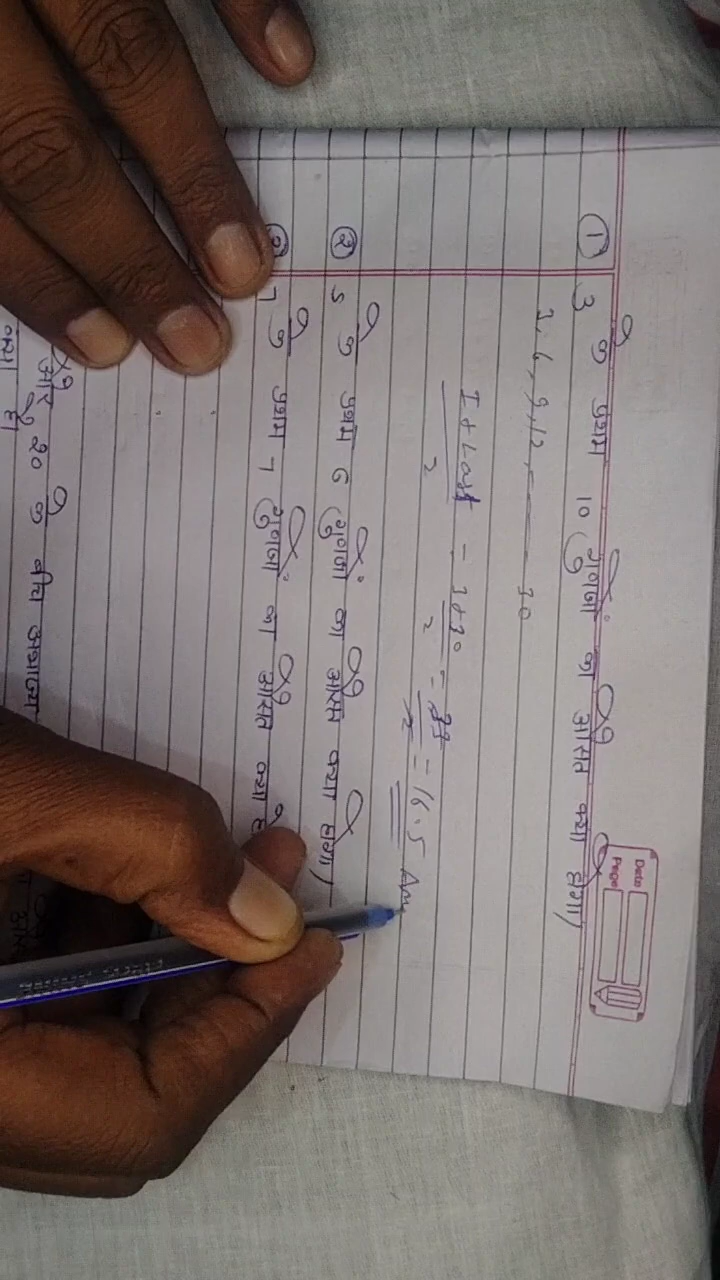 Date
Page
① 3 के प्रथम 10 गुणजों का औसत क्या होगा)
3, 6, 9, 12, ——— 30
I + Last / 2 = 3+30 / 2 = 33 / 2 = 16.5 Ans
② 5 के प्रथम 6 गुणजों का औसत क्या होगा)
7 के प्रथम 7 गुणजों का औसत क्या है
और 20 के बीच अभाज्य
क्या है।